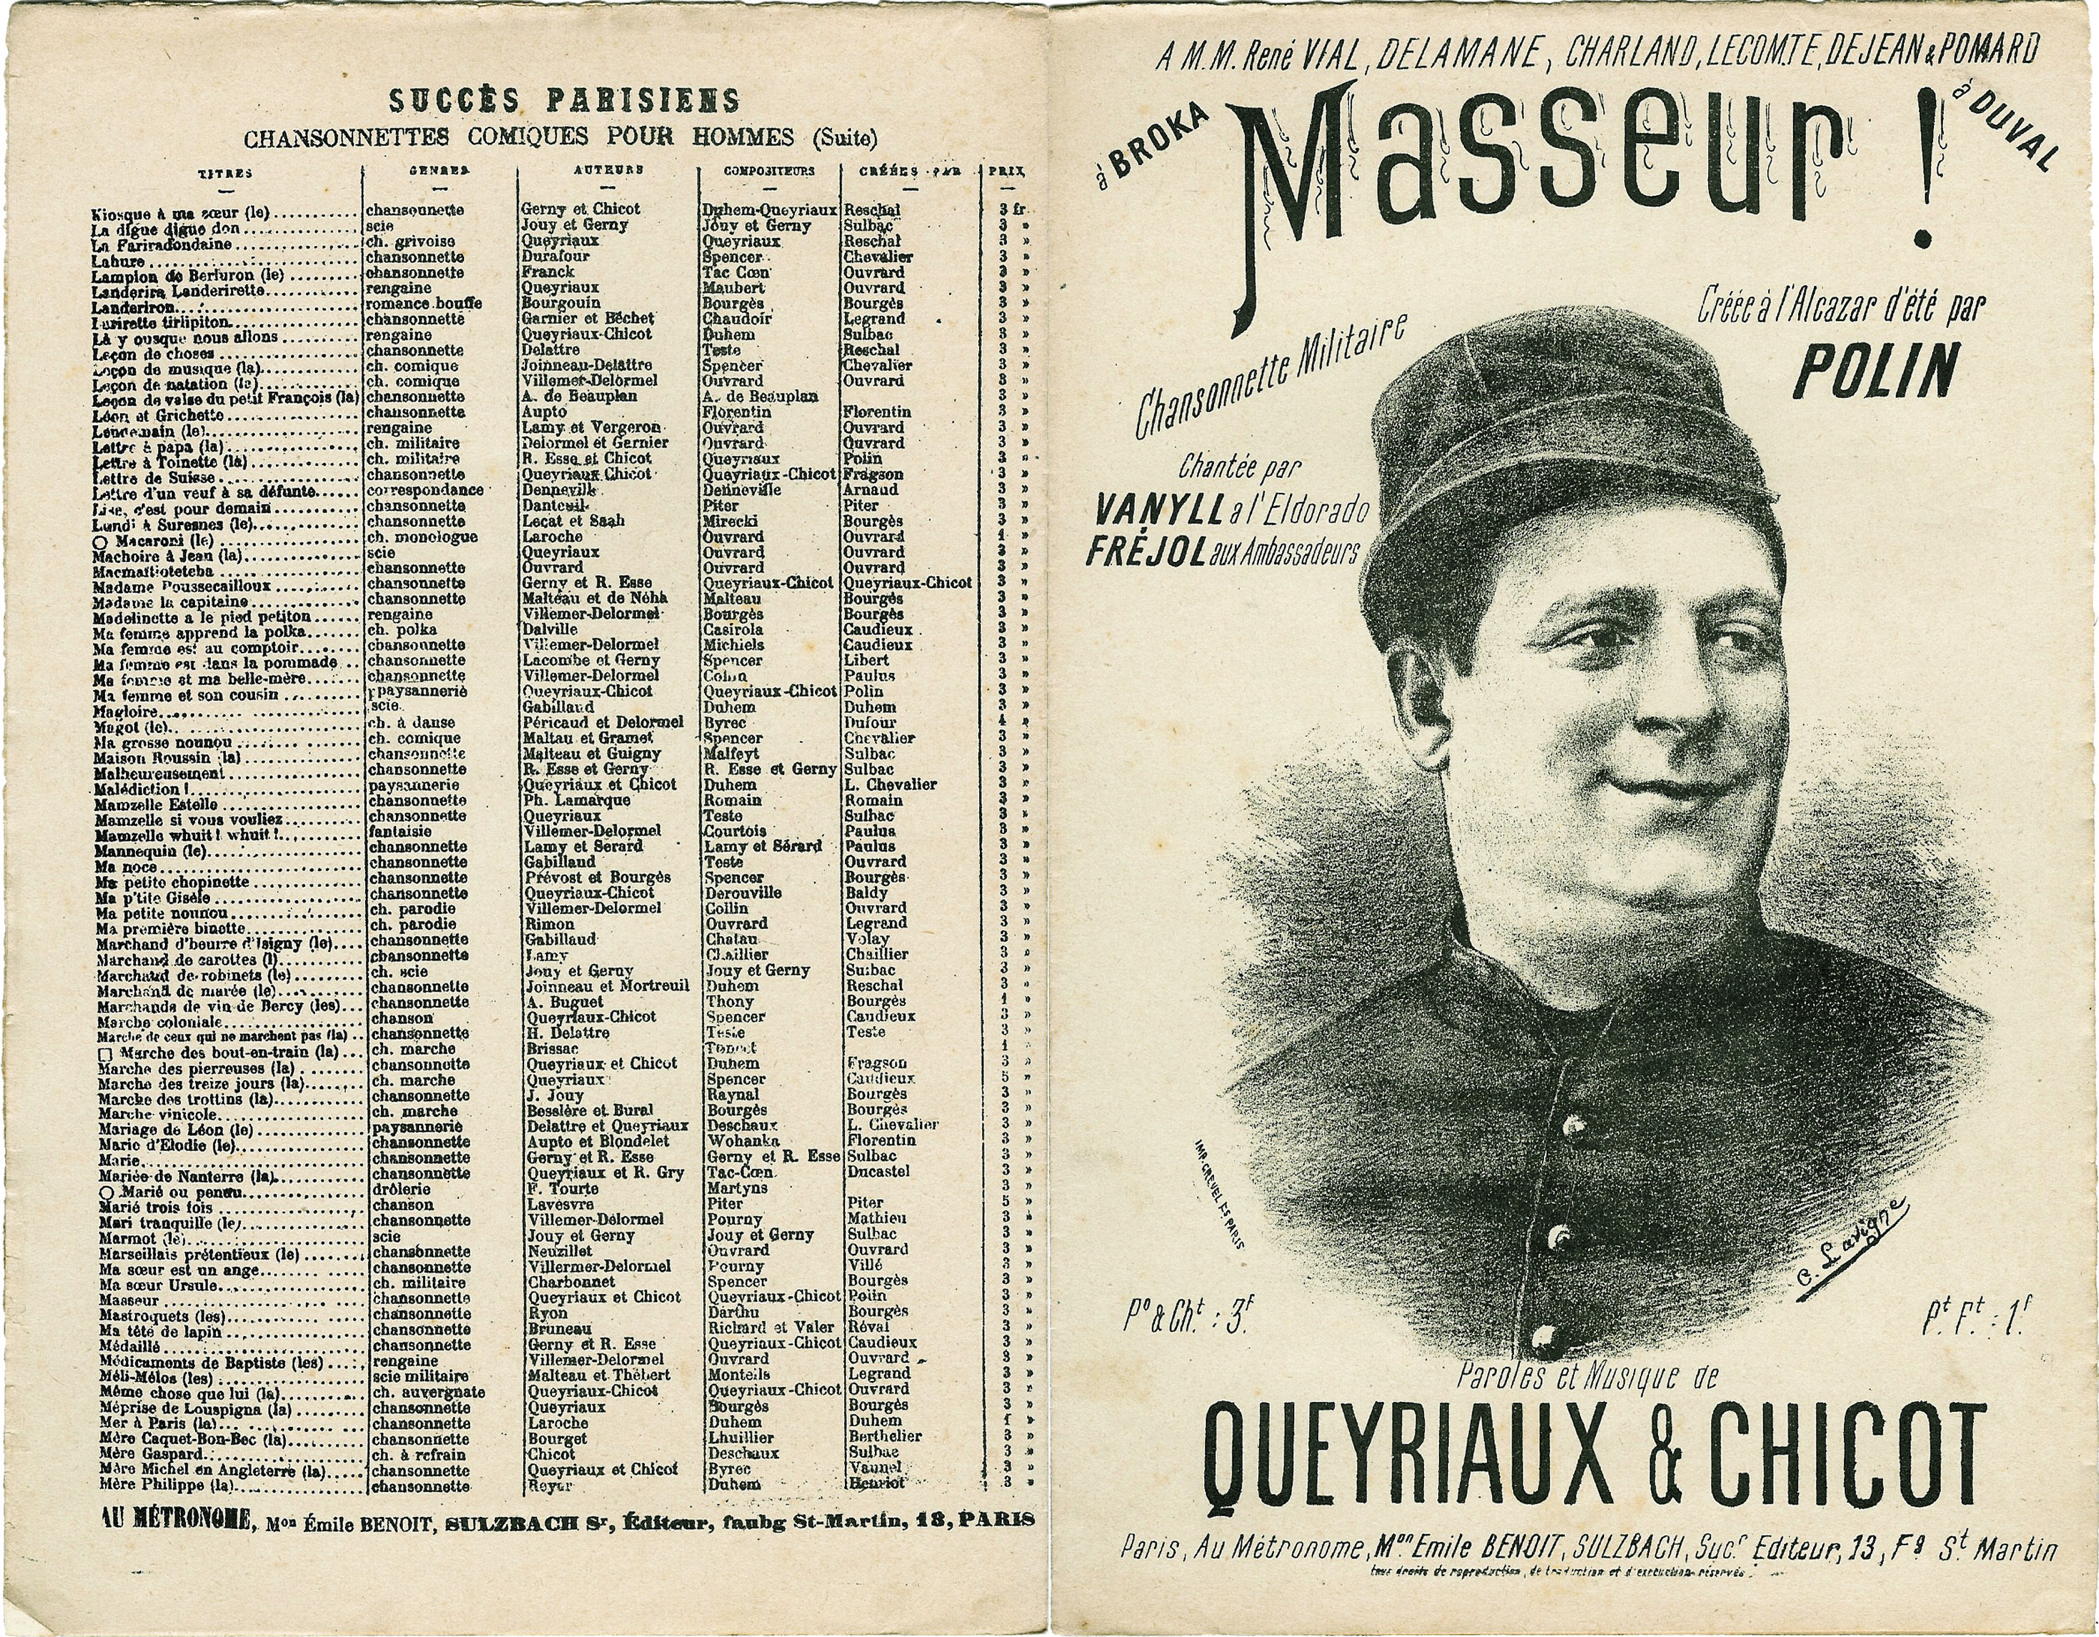 SUCCÈS PARISIENS
CHANSONNETTES COMIQUES POUR HOMMES (Suite)
TITRES GENRES AUTEURS COMPOSITEURS CRÉÉES PAR PRIX
Kiosque à ma sœur (le) chansonnette Gerny et Chicot Duhem-Queyriaux Reschal 3 fr
La digue digue don scie Jouy et Gerny Jouy et Gerny Sulbac 3 »
La Fariradondaine ch. grivoise Queyriaux Queyriaux Reschal 3 »
Lahure chansonnette Durafour Spencer Chevalier 3 »
Lampion de Berluron (le) chansonnette Franck Tac Cœn Ouvrard 3 »
Landerira Landerirette rengaine Queyriaux Maubert Ouvrard 3 »
Landeriron romance bouffe Bourgouin Bourgès Bourgès 3 »
Larirette tirlipiton chansonnette Garnier et Béchet Chaudoir Legrand 3 »
Là y ousque nous allons rengaine Queyriaux-Chicot Duhem Sulbac 3 »
Leçon de choses chansonnette Delattre Teste Reschal 3 »
Leçon de musique (la) ch. comique Joinneau-Delattre Spencer Chevalier 3 »
Leçon de natation (la) ch. comique Villemer-Delormel Ouvrard Ouvrard 3 »
Leçon de valse du petit François (la) chansonnette A. de Beauplan A. de Beauplan 3 »
Léon et Grichette chansonnette Aupto Florentin Florentin 3 »
Lendemain (le) rengaine Lamy et Vergeron Ouvrard Ouvrard 3 »
Lettre à papa (la) ch. militaire Delormel et Garnier Ouvrard Ouvrard 3 »
Lettre à Toinette (la) ch. militaire R. Esse et Chicot Queyriaux Polin 3 »
Lettre de Suisse chansonnette Queyriaux Chicot Queyriaux-Chicot Fragson 3 »
Lettre d'un veuf à sa défunte correspondance Denneville Denneville Arnaud 3 »
Lise, c'est pour demain chansonnette Danteuil Piter Piter 3 »
Lundi à Suresnes (le) chansonnette Lecat et Saah Mirecki Bourgès 3 »
O Macaroni (le) ch. monologue Laroche Ouvrard Ouvrard 1 »
Machoire à Jean (la) scie Queyriaux Ouvrard Ouvrard 3 »
Macmaltioteteba chansonnette Ouvrard Ouvrard Ouvrard 3 »
Madame Poussecailloux chansonnette Gerny et R. Esse Queyriaux-Chicot Queyriaux-Chicot 3 »
Madame la capitaine chansonnette Malteau et de Néha Malteau Bourgès 3 »
Madelinette a le pied petiton rengaine Villemer-Delormel Bourgès Bourgès 3 »
Ma femme apprend la polka ch. polka Dalville Casirola Caudieux 3 »
Ma femme est au comptoir chansonnette Villemer-Delormel Michiels Caudieux 3 »
Ma femme est dans la pommade chansonnette Lacombe et Gerny Spencer Libert 3 »
Ma femme et ma belle-mère chansonnette Villemer-Delormel Colin Paulus 3 »
Ma femme et son cousin paysannerie Queyriaux-Chicot Queyriaux-Chicot Polin 3 »
Magloire scie Gabillaud Duhem Duhem 3 »
Magot (le) ch. à danse Péricaud et Delormel Byrec Dufour 4 »
Ma grosse nounou ch. comique Maltau et Gramet Spencer Chevalier 3 »
Maison Roussin (la) chansonnette Malteau et Guigny Malfeyt Sulbac 3 »
Malheureusement chansonnette R. Esse et Gerny R. Esse et Gerny Sulbac 3 »
Malédiction ! paysannerie Queyriaux et Chicot Duhem L. Chevalier 3 »
Mamzelle Estelle chansonnette Ph. Lamarque Romain Romain 3 »
Mamzelle si vous vouliez chansonnette Queyriaux Teste Sulbac 3 »
Mamzelle whuit ! whuit ! fantaisie Villemer-Delormel Courtois Paulus 3 »
Mannequin (le) chansonnette Lamy et Serard Lamy et Sérard Paulus 3 »
Ma noce chansonnette Gabillaud Teste Ouvrard 3 »
Ma petite chopinette chansonnette Prévost et Bourgès Spencer Bourgès 3 »
Ma p'tite Gisèle chansonnette Queyriaux-Chicot Derouville Baldy 3 »
Ma petite nounou ch. parodie Villemer-Delormel Collin Ouvrard 3 »
Ma première binette ch. parodie Rimon Ouvrard Legrand 3 »
Marchand d'beurre d'Isigny (le) chansonnette Gabillaud Chatau Volay 3 »
Marchand de carottes (l) chansonnette Lamy Chaillier Chaillier 3 »
Marchand de robinets (le) ch. scie Jouy et Gerny Jouy et Gerny Sulbac 3 »
Marchand de marée (le) chansonnette Joinneau et Mortreuil Duhem Reschal 3 »
Marchands de vin de Bercy (les) chansonnette A. Buguet Thony Bourgès 1 »
Marche coloniale chanson Queyriaux-Chicot Spencer Caudieux 3 »
Marche de ceux qui ne marchent pas (la) chansonnette H. Delattre Teste Teste 3 »
□ Marche des bout-en-train (la) ch. marche Brissac 1 »
Marche des pierreuses (la) chansonnette Queyriaux et Chicot Duhem Fragson 3 »
Marche des treize jours (la) ch. marche Queyriaux Spencer Caudieux 5 »
Marche des trottins (la) chansonnette J. Jouy Raynal Bourgès 3 »
Marche vinicole ch. marche Bessière et Bural Bourgès Bourgès 3 »
Mariage de Léon (le) paysannerie Delattre et Queyriaux Deschaux L. Chevalier 3 »
Marie d'Elodie (le) chansonnette Aupto et Blondelet Wohanka Florentin 3 »
Marie chansonnette Gerny et R. Esse Gerny et R. Esse Sulbac 3 »
Mariée de Nanterre (la) chansonnette Queyriaux et R. Gry Tac-Cœn Ducastel 3 »
O Marié ou pendu drôlerie F. Tourte Martyns 3 »
Marié trois fois chanson Lavesvre Piter Piter 5 »
Mari tranquille (le) chansonnette Villemer-Delormel Pourny Mathieu 3 »
Marmot (le) scie Jouy et Gerny Jouy et Gerny Sulbac 3 »
Marseillais prétentieux (le) chansonnette Neuzillet Ouvrard Ouvrard 3 »
Ma sœur est un ange chansonnette Villermer-Delormel Pourny Villé 3 »
Ma sœur Ursule ch. militaire Charbonnet Spencer Bourgès 3 »
Masseur chansonnette Queyriaux et Chicot Queyriaux-Chicot Polin 3 »
Mastroquets (les) chansonnette Ryon Darthu Bourgès 3 »
Ma tête de lapin chansonnette Bruneau Richard et Valer Réval 3 »
Médaillé chansonnette Gerny et R. Esse Queyriaux-Chicot Caudieux 3 »
Médicaments de Baptiste (les) rengaine Villemer-Delormel Ouvrard Ouvrard 3 »
Méli-Mélos (les) scie militaire Malteau et Thébert Monteils Legrand 3 »
Même chose que lui (la) ch. auvergnate Queyriaux-Chicot Queyriaux-Chicot Ouvrard 3 »
Méprise de Louspigna (la) chansonnette Queyriaux Bourgès Bourgès 3 »
Mer à Paris (la) chansonnette Laroche Duhem Duhem 1 »
Mère Caquet-Bon-Bec (la) chansonnette Bourget Lhuillier Berthelier 3 »
Mère Gaspard ch. à refrain Chicot Deschaux Sulbac 3 »
Mère Michel en Angleterre (la) chansonnette Queyriaux et Chicot Byrec Vaunel 3 »
Mère Philippe (la) chansonnette Reyar Duhem Henriot 3 »
AU MÉTRONOME, Mon Émile BENOIT, SULZBACH Sr, Éditeur, faubg St-Martin, 13, PARIS
A M.M. René VIAL, DELAMANE, CHARLAND, LECOMTE, DEJEAN & POMARD
à BROKA
Masseur !
à DUVAL
Créée à l'Alcazar d'été par
POLIN
Chansonnette Militaire
Chantée par
VANYLL a l'Eldorado
FRÉJOL aux Ambassadeurs
IMP. CREVEL FRES PARIS
C. Lavigne
Po & Cht : 3f.
Pt. Ft. : 1f.
Paroles et Musique de
QUEYRIAUX & CHICOT
Paris, Au Métronome, Mon Emile BENOIT, SULZBACH, Sucr Editeur, 13, Fg St Martin
tous droits de reproduction, de traduction et d'exécution réservés.